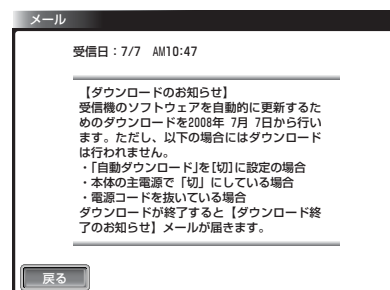 メール
受信日：7/7 AM10:47
【ダウンロードのお知らせ】
受信機のソフトウェアを自動的に更新するた
めのダウンロードを2008年 7月 7日から行い
ます。ただし、以下の場合にはダウンロード
は行われません。
・「自動ダウンロード」を[切]に設定の場合
・本体の主電源で「切」にしている場合
・電源コードを抜いている場合
ダウンロードが終了すると【ダウンロード終
了のお知らせ】メールが届きます。
戻る